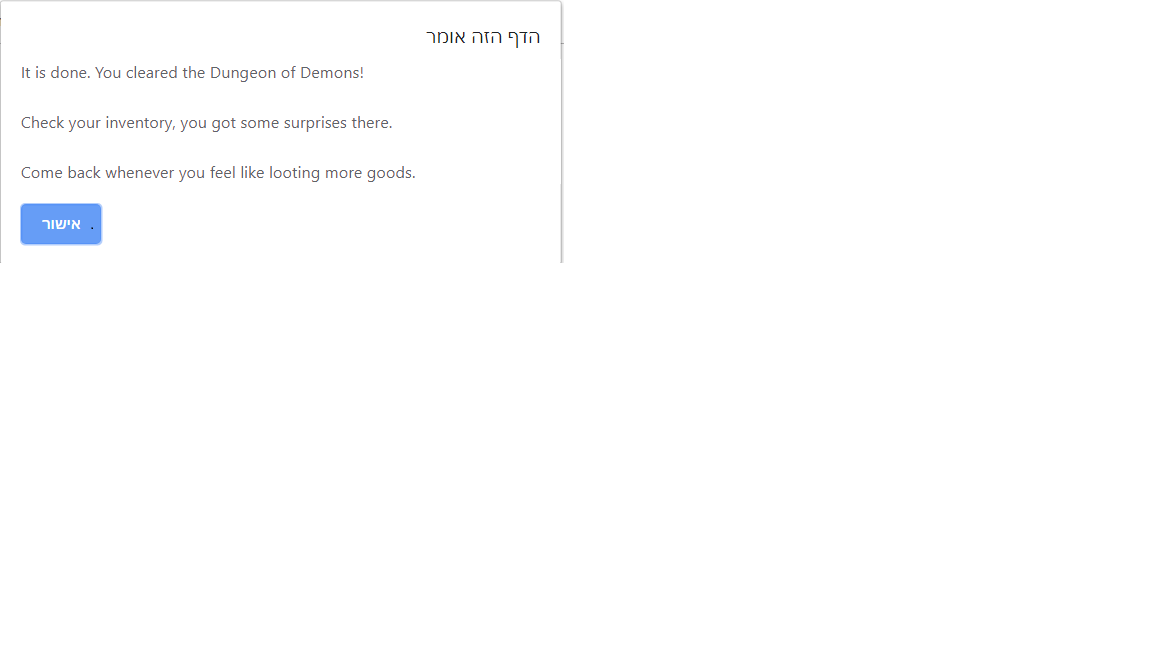 הדף הזה אומר
It is done. You cleared the Dungeon of Demons!
Check your inventory, you got some surprises there.
Come back whenever you feel like looting more goods.
אישור